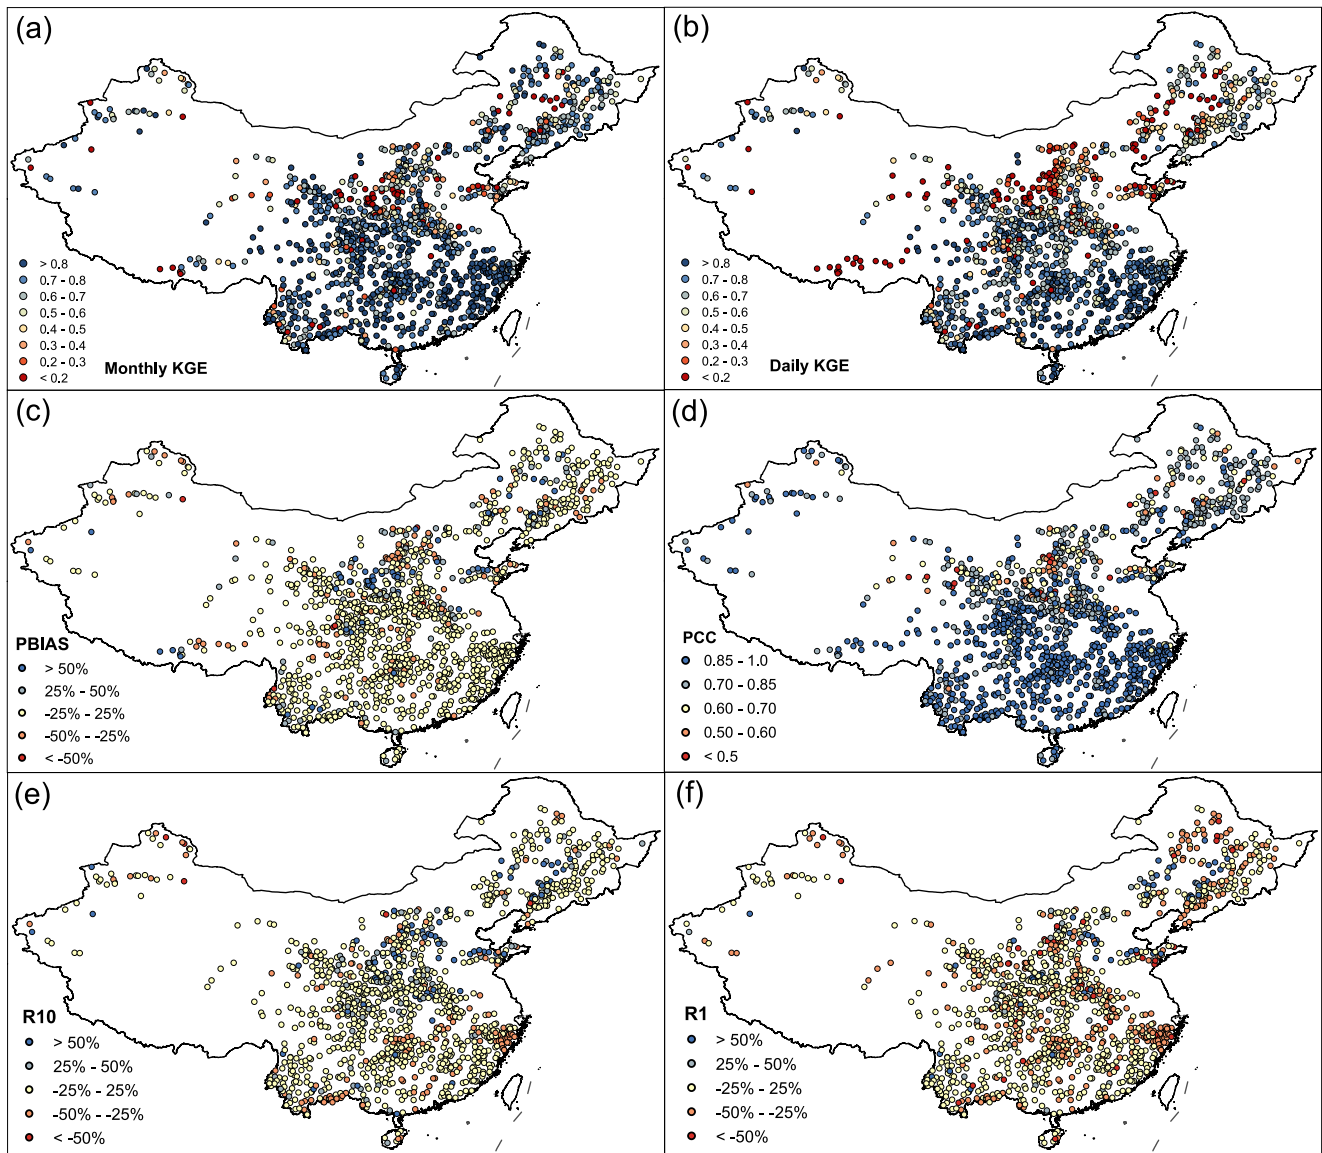 (a)
> 0.8
0.7 - 0.8
0.6 - 0.7
0.5 - 0.6
0.4 - 0.5
0.3 - 0.4
0.2 - 0.3
< 0.2
Monthly KGE
(b)
> 0.8
0.7 - 0.8
0.6 - 0.7
0.5 - 0.6
0.4 - 0.5
0.3 - 0.4
0.2 - 0.3
< 0.2
Daily KGE
(c)
PBIAS
> 50%
25% - 50%
-25% - 25%
-50% - -25%
< -50%
(d)
PCC
0.85 - 1.0
0.70 - 0.85
0.60 - 0.70
0.50 - 0.60
< 0.5
(e)
R10
> 50%
25% - 50%
-25% - 25%
-50% - -25%
< -50%
(f)
R1
> 50%
25% - 50%
-25% - 25%
-50% - -25%
< -50%